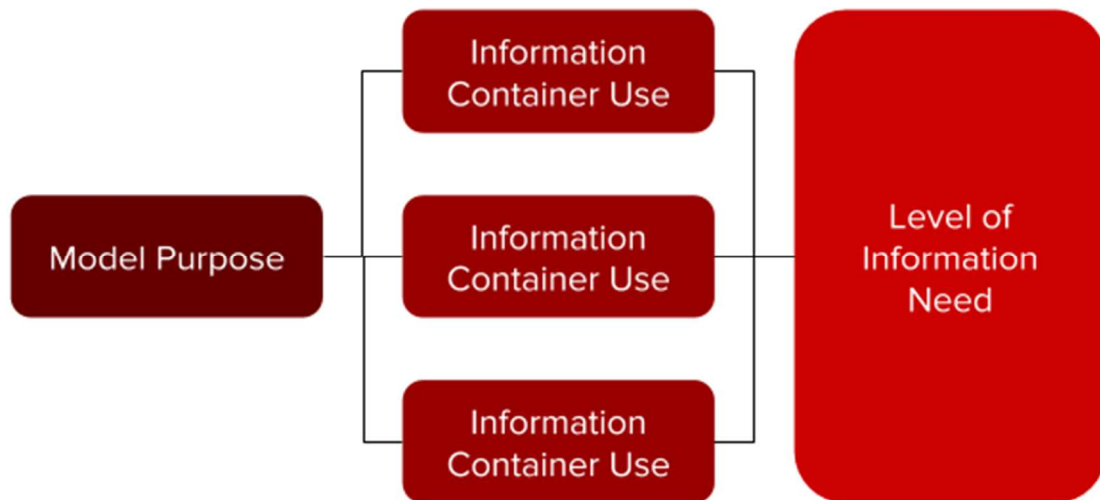 Information
Container Use
Model Purpose
Information
Container Use
Information
Container Use
Level of
Information
Need